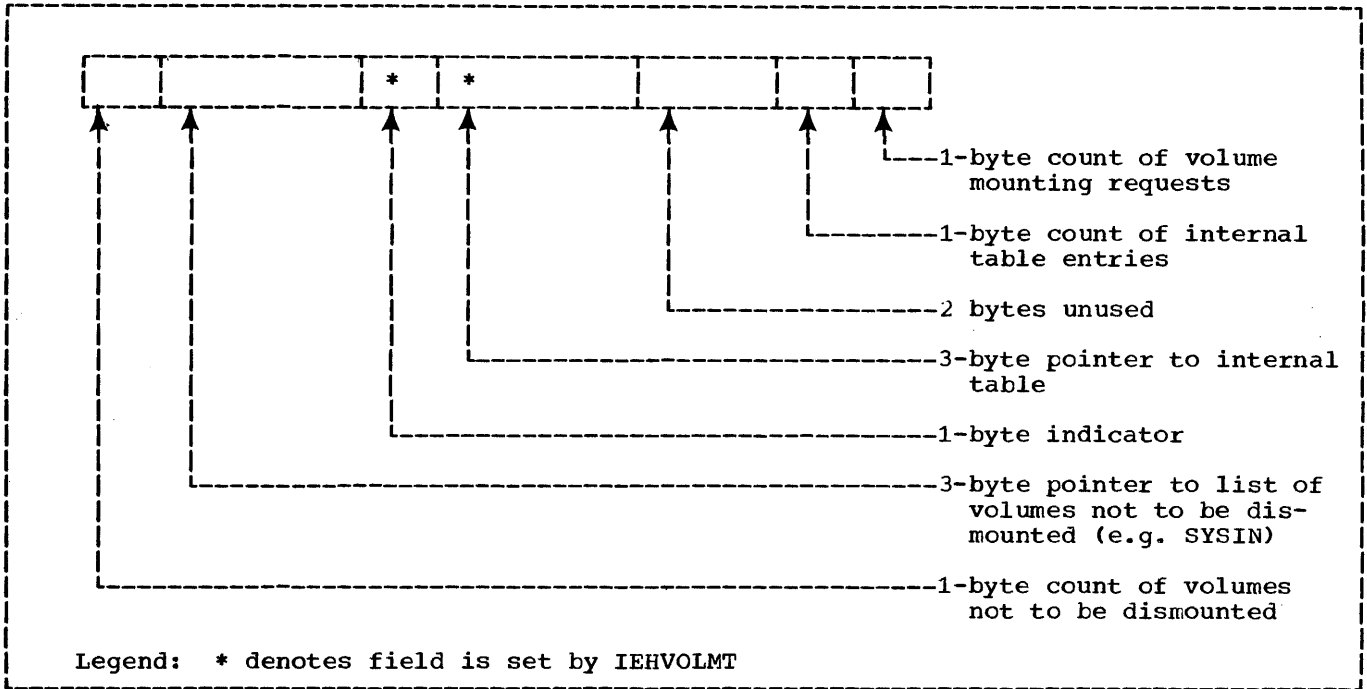 * *
1-byte count of volume
mounting requests
1-byte count of internal
table entries
2 bytes unused
3-byte pointer to internal
table
1-byte indicator
3-byte pointer to list of
volumes not to be dis-
mounted (e.g. SYSIN)
1-byte count of volumes
not to be dismounted
Legend: * denotes field is set by IEHVOLMT